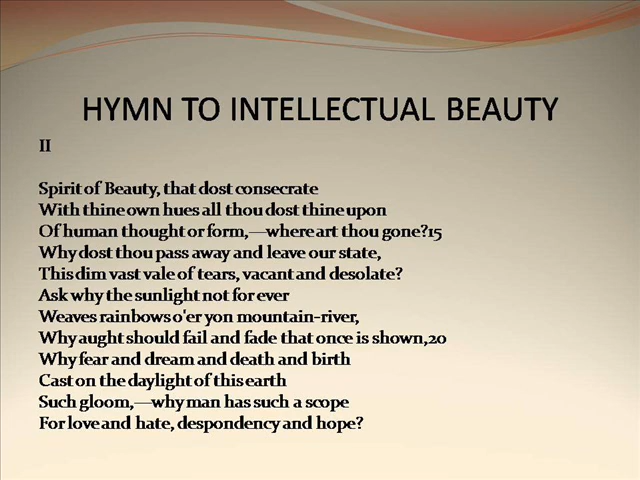 HYMN TO INTELLECTUAL BEAUTY
II
Spirit of Beauty, that dost consecrate
With thine own hues all thou dost thine upon
Of human thought or form,—where art thou gone?15
Why dost thou pass away and leave our state,
This dim vast vale of tears, vacant and desolate?
Ask why the sunlight not for ever
Weaves rainbows o'er yon mountain-river,
Why aught should fail and fade that once is shown,20
Why fear and dream and death and birth
Cast on the daylight of this earth
Such gloom,—why man has such a scope
For love and hate, despondency and hope?